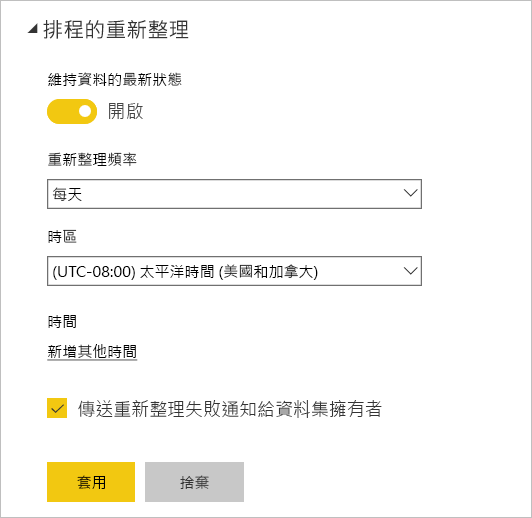 排程的重新整理
維持資料的最新狀態
開啟
重新整理頻率
每天
時區
(UTC-08:00) 太平洋時間 (美國和加拿大)
時間
新增其他時間
傳送重新整理失敗通知給資料集擁有者
套用
捨棄